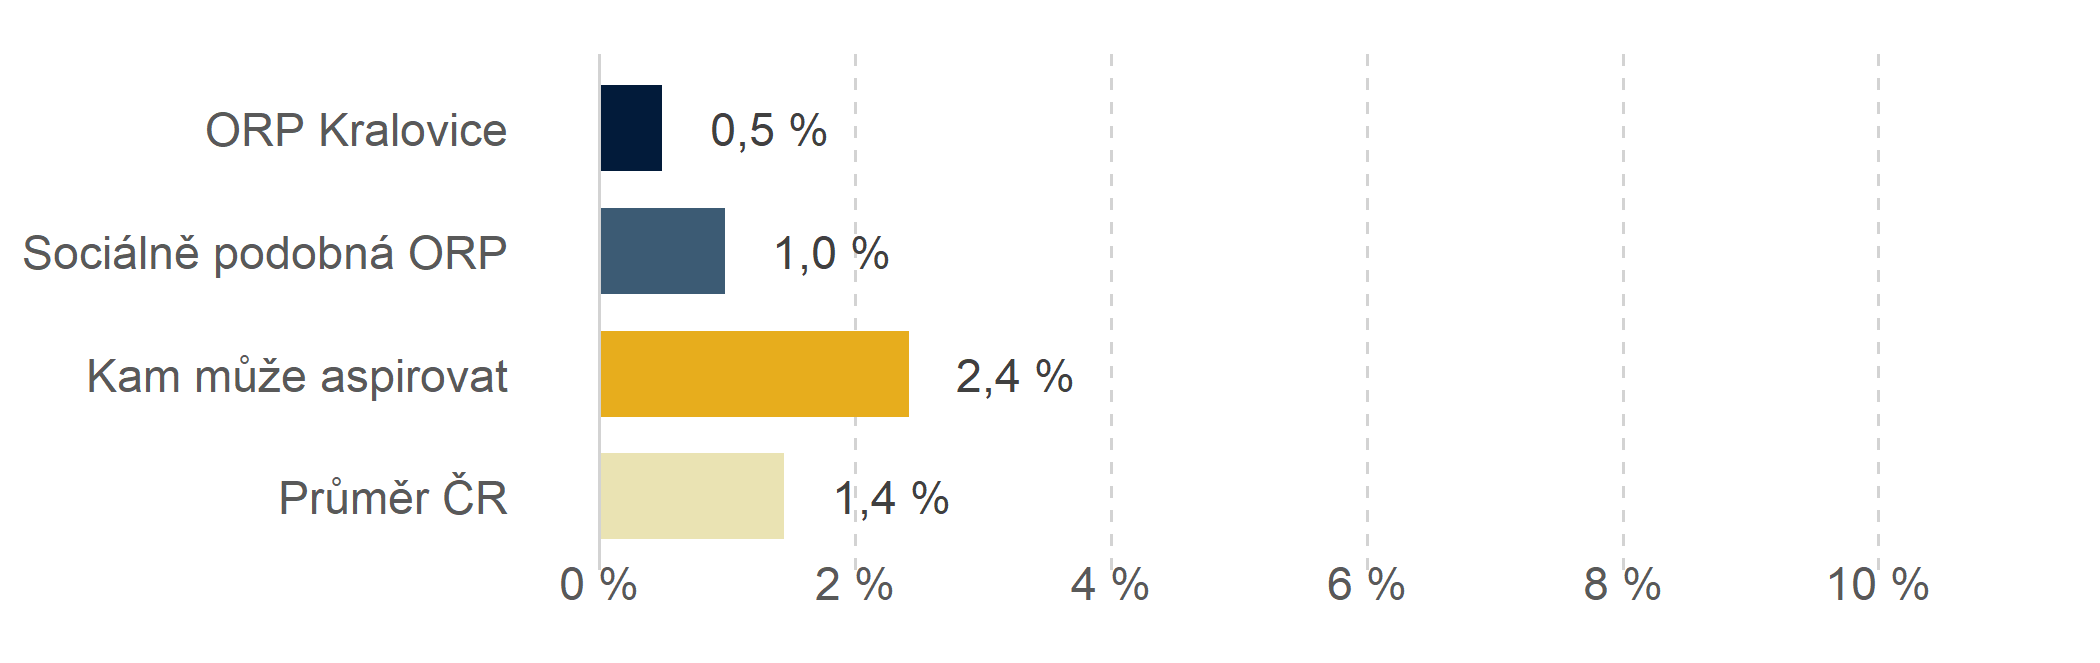 ORP Kralovice 0,5 %
Sociálně podobná ORP 1,0 %
Kam může aspirovat 2,4 %
Průměr ČR 1,4 %
0 % 2 % 4 % 6 % 8 % 10 %